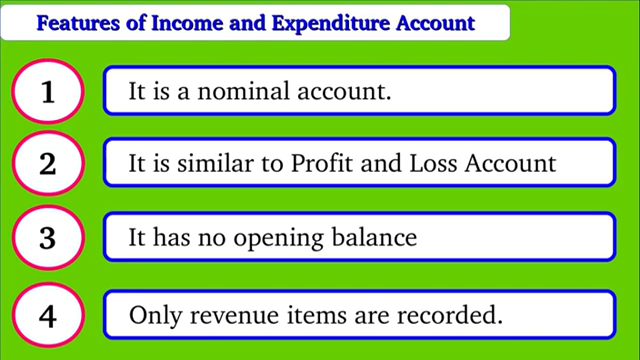 Features of Income and Expenditure Account
1 It is a nominal account.
2 It is similar to Profit and Loss Account
3 It has no opening balance
4 Only revenue items are recorded.